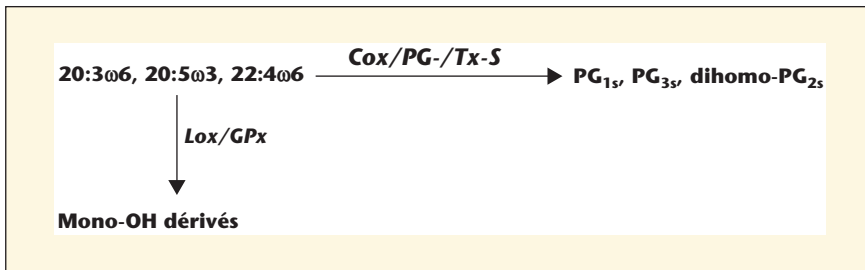 Cox/PG-/Tx-S
20:3ω6, 20:5ω3, 22:4ω6 PG1s, PG3s, dihomo-PG2s
Lox/GPx
Mono-OH dérivés